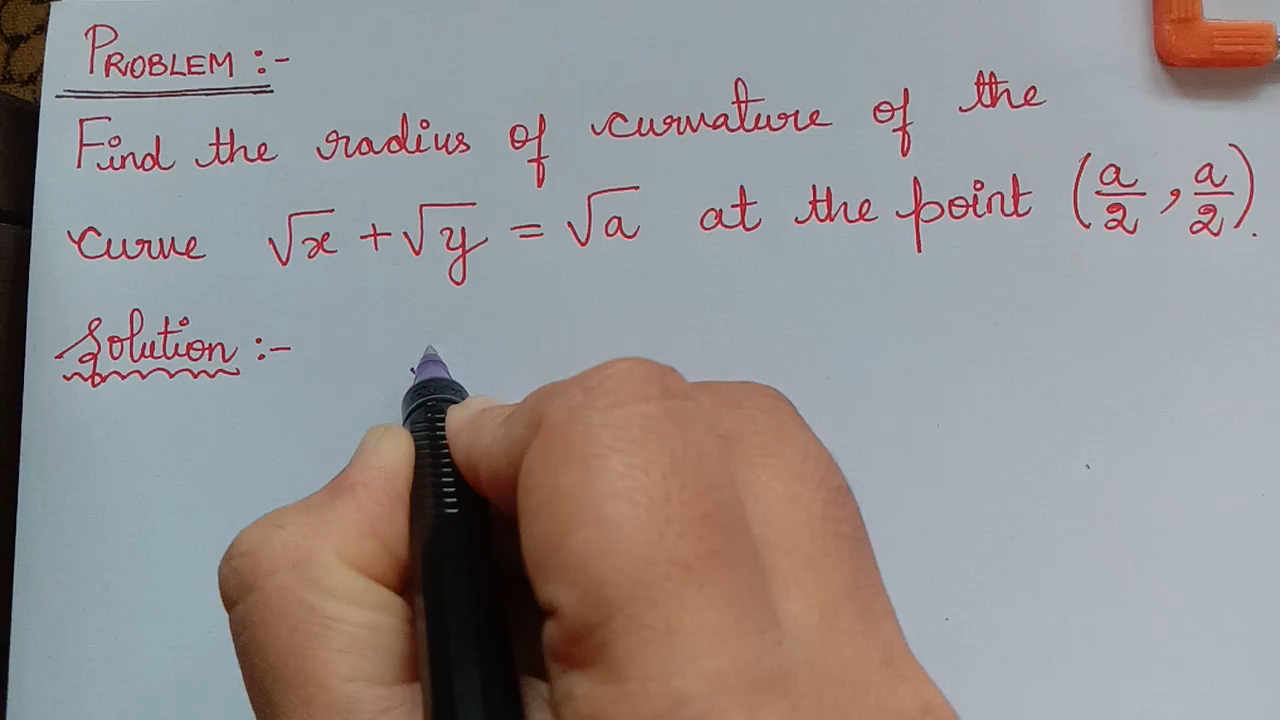 PROBLEM :-
Find the radius of curvature of the
curve √x + √y = √a at the point (a/2, a/2).
Solution :-